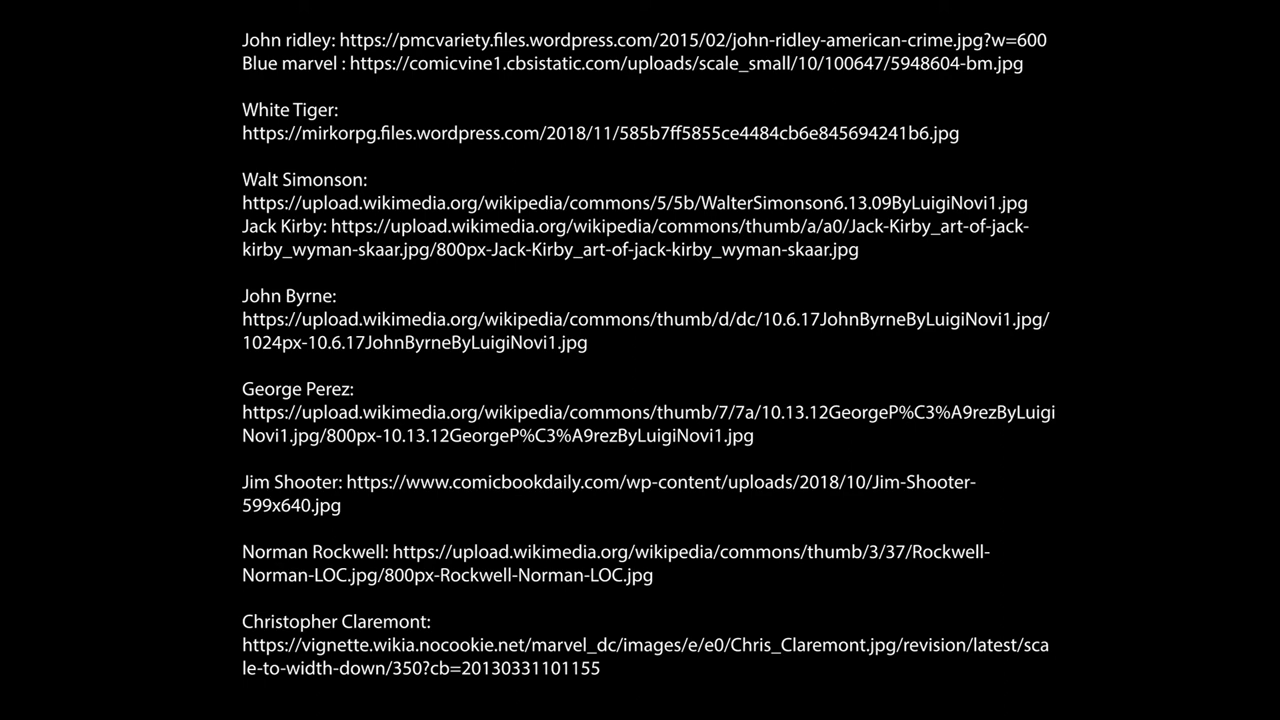 John ridley: https://pmcvariety.files.wordpress.com/2015/02/john-ridley-american-crime.jpg?w=600
Blue marvel : https://comicvine1.cbsistatic.com/uploads/scale_small/10/100647/5948604-bm.jpg
White Tiger:
https://mirkorpg.files.wordpress.com/2018/11/585b7ff5855ce4484cb6e845694241b6.jpg
Walt Simonson:
https://upload.wikimedia.org/wikipedia/commons/5/5b/WalterSimonson6.13.09ByLuigiNovi1.jpg
Jack Kirby: https://upload.wikimedia.org/wikipedia/commons/thumb/a/a0/Jack-Kirby_art-of-jack-
kirby_wyman-skaar.jpg/800px-Jack-Kirby_art-of-jack-kirby_wyman-skaar.jpg
John Byrne:
https://upload.wikimedia.org/wikipedia/commons/thumb/d/dc/10.6.17JohnByrneByLuigiNovi1.jpg/
1024px-10.6.17JohnByrneByLuigiNovi1.jpg
George Perez:
https://upload.wikimedia.org/wikipedia/commons/thumb/7/7a/10.13.12GeorgeP%C3%A9rezByLuigi
Novi1.jpg/800px-10.13.12GeorgeP%C3%A9rezByLuigiNovi1.jpg
Jim Shooter: https://www.comicbookdaily.com/wp-content/uploads/2018/10/Jim-Shooter-
599x640.jpg
Norman Rockwell: https://upload.wikimedia.org/wikipedia/commons/thumb/3/37/Rockwell-
Norman-LOC.jpg/800px-Rockwell-Norman-LOC.jpg
Christopher Claremont:
https://vignette.wikia.nocookie.net/marvel_dc/images/e/e0/Chris_Claremont.jpg/revision/latest/sca
le-to-width-down/350?cb=20130331101155